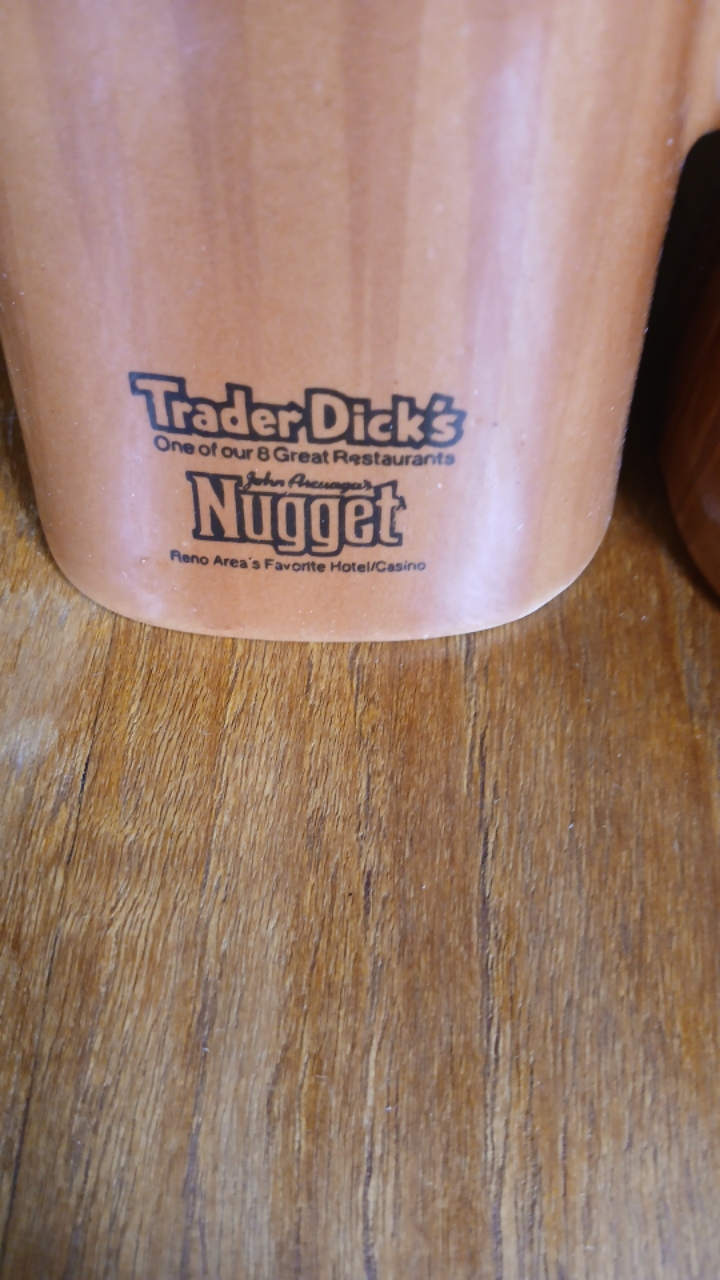 Trader Dick's
One of our 8 Great Restaurants
John Ascuaga's
Nugget
Reno Area's Favorite Hotel/Casino